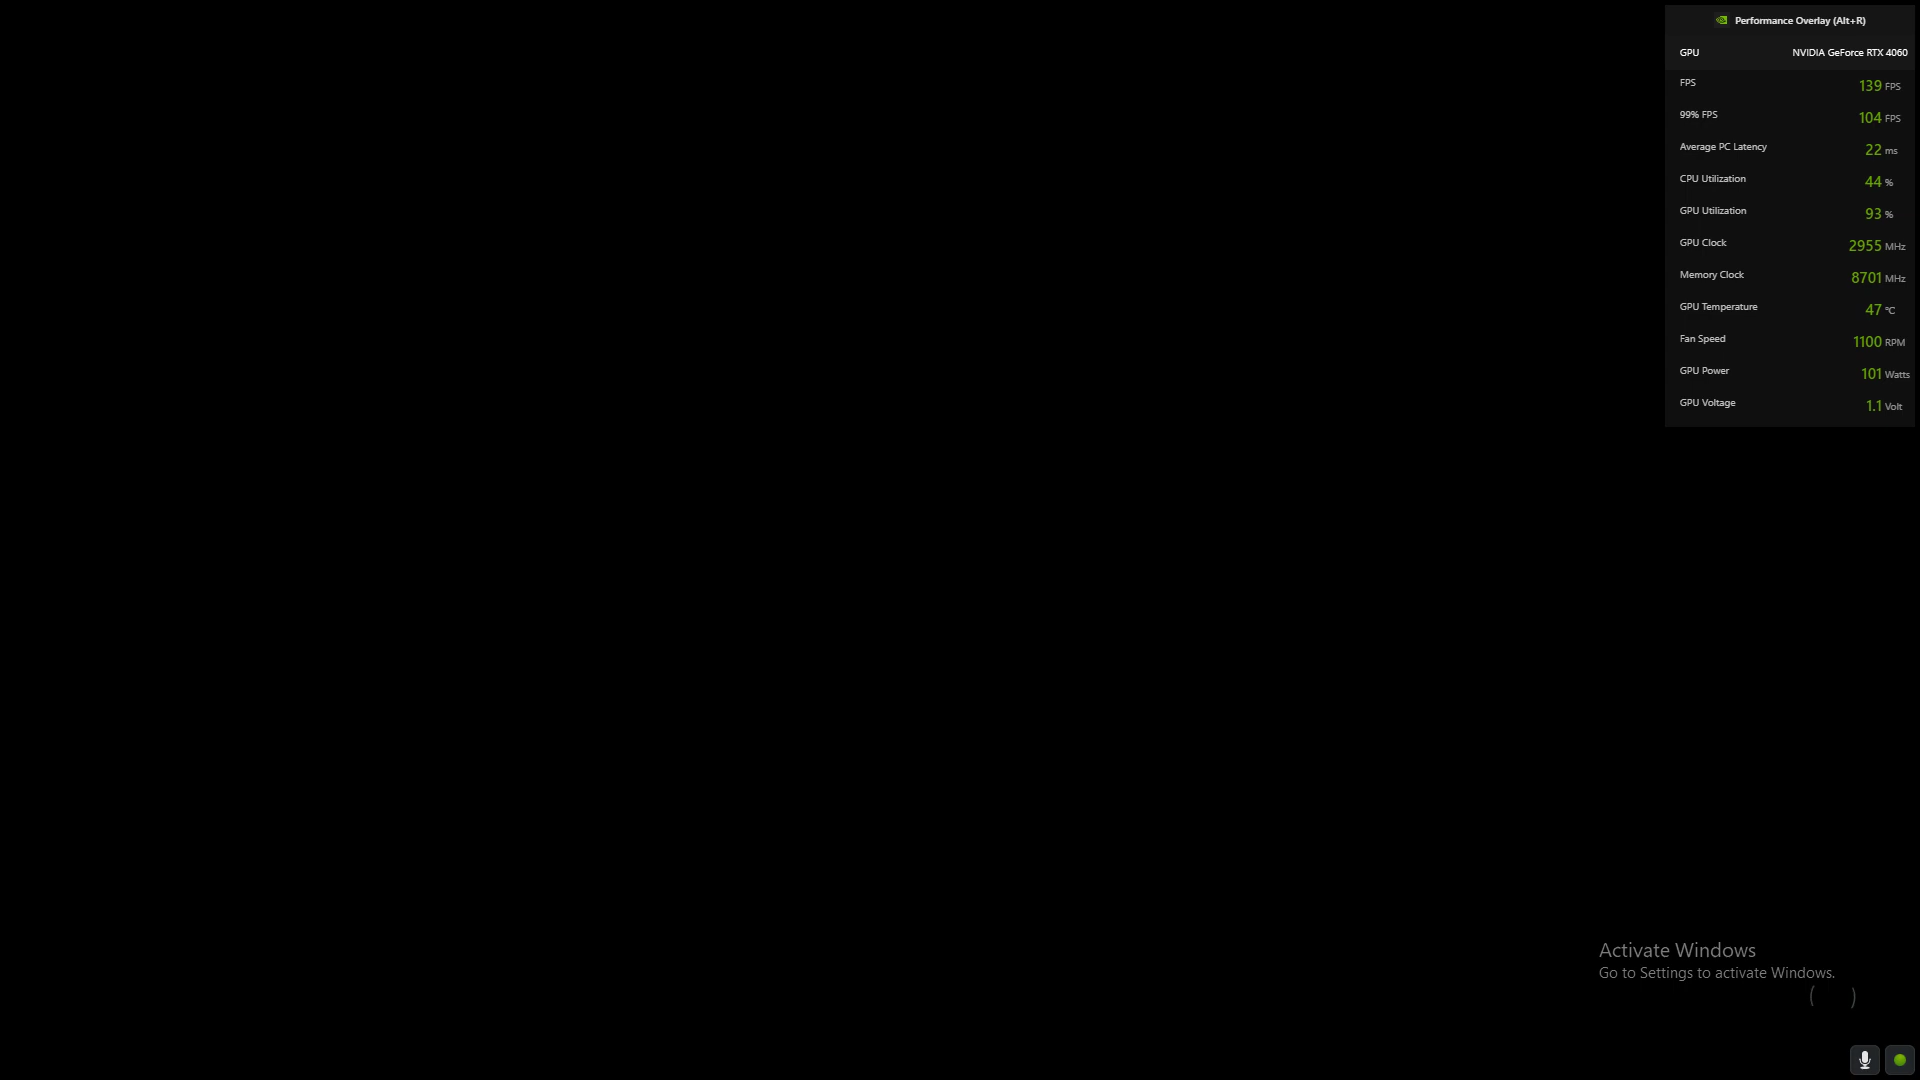 Performance Overlay (Alt+R)
GPU NVIDIA GeForce RTX 4060
FPS 139 FPS
99% FPS 104 FPS
Average PC Latency 22 ms
CPU Utilization 44 %
GPU Utilization 93 %
GPU Clock 2955 MHz
Memory Clock 8701 MHz
GPU Temperature 47 °C
Fan Speed 1100 RPM
GPU Power 101 Watts
GPU Voltage 1.1 Volt
Activate Windows
Go to Settings to activate Windows.